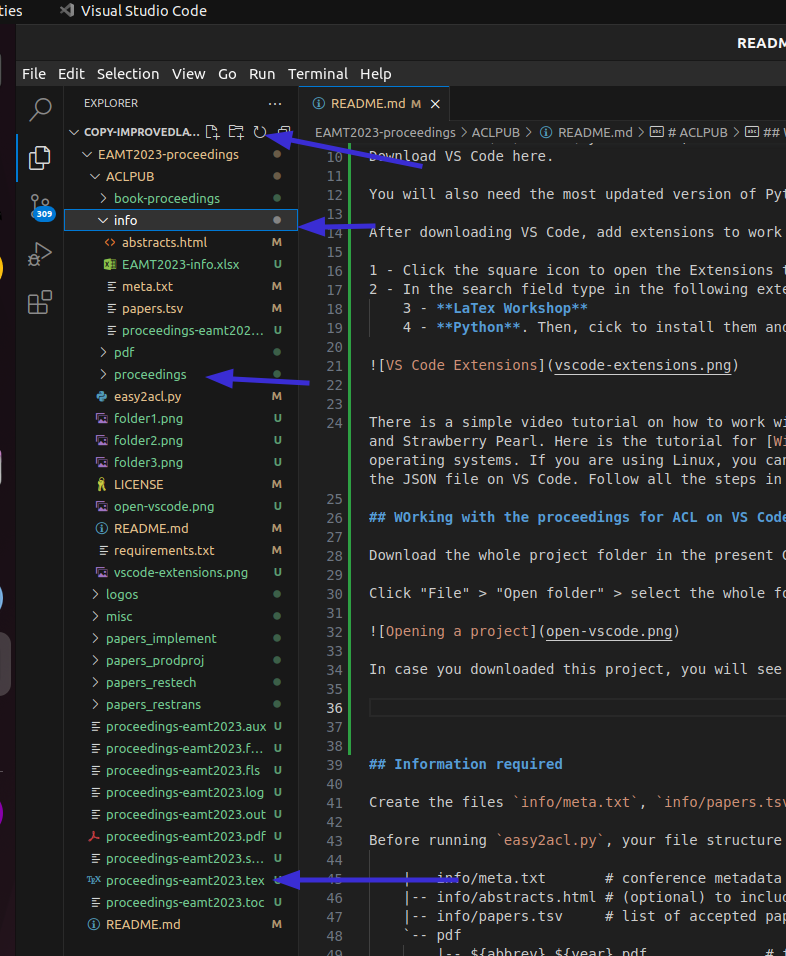 ties Visual Studio Code
READM
File Edit Selection View Go Run Terminal Help
EXPLORER ...
README.md M
COPY-IMPROVEDLA...
EAMT2023-proceedings > ACLPUB > README.md > # ACLPUB > ##
EAMT2023-proceedings
ACLPUB
book-proceedings
info
abstracts.html M
EAMT2023-info.xlsx U
meta.txt M
papers.tsv M
proceedings-eamt202... U
pdf
proceedings
easy2acl.py M
folder1.png U
folder2.png U
folder3.png U
LICENSE M
open-vscode.png U
README.md M
requirements.txt M
vscode-extensions.png U
logos
misc
papers_implement
papers_prodproj
papers_restech
papers_restrans
proceedings-eamt2023.aux U
proceedings-eamt2023.f... U
proceedings-eamt2023.fls U
proceedings-eamt2023.log U
proceedings-eamt2023.out U
proceedings-eamt2023.pdf U
proceedings-eamt2023.s... U
proceedings-eamt2023.tex U
proceedings-eamt2023.toc U
README.md M
309
10 Download VS Code here.
11
12 You will also need the most updated version of Pyt
13
14 After downloading VS Code, add extensions to work
15
16 1 - Click the square icon to open the Extensions t
17 2 - In the search field type in the following exte
18 3 - **LaTex Workshop**
19 4 - **Python**. Then, cick to install them and
20
21 ![VS Code Extensions](vscode-extensions.png)
22
23
24 There is a simple video tutorial on how to work wi
and Strawberry Pearl. Here is the tutorial for [Wi
operating systems. If you are using Linux, you can
the JSON file on VS Code. Follow all the steps in
25
26 ## WOrking with the proceedings for ACL on VS Code
27
28 Download the whole project folder in the present G
29
30 Click "File" > "Open folder" > select the whole fo
31
32 ![Opening a project](open-vscode.png)
33
34 In case you downloaded this project, you will see
35
36
37
38
39 ## Information required
40
41 Create the files `info/meta.txt`, `info/papers.tsv
42
43 Before running `easy2acl.py`, your file structure
44
45 |-- info/meta.txt # conference metadata
46 |-- info/abstracts.html # (optional) to includ
47 |-- info/papers.tsv # list of accepted pap
48 `-- pdf
49 |-- ${abbrev}_${year}.pdf #